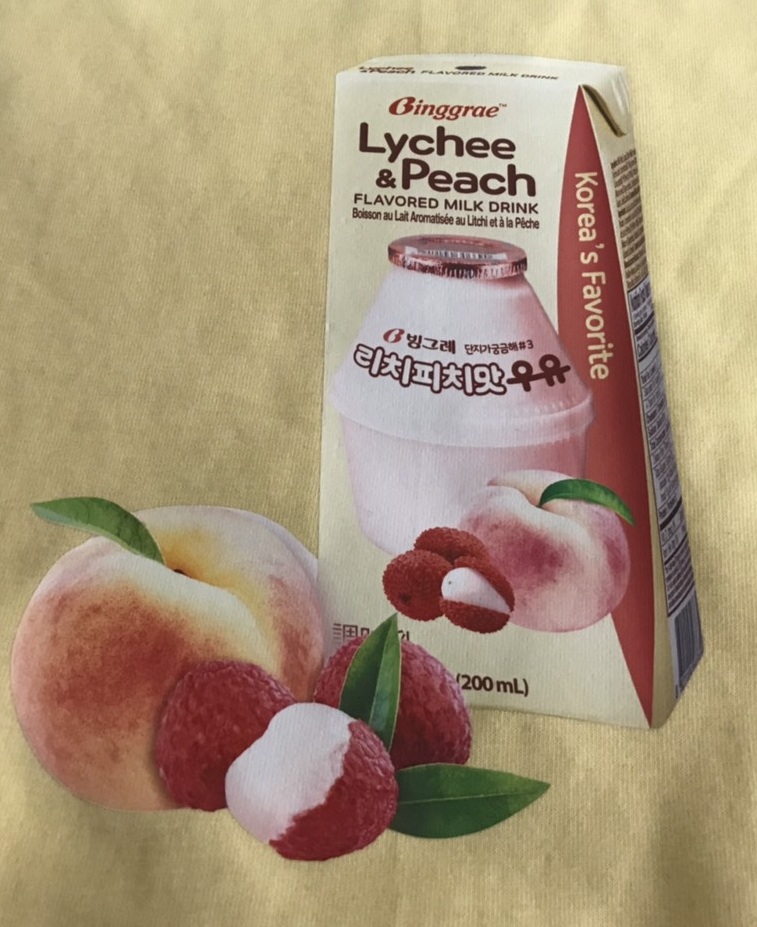 Lychee
&Peach FLAVORED MILK DRINK
Binggrae™
Lychee
&Peach
FLAVORED MILK DRINK
Boisson au Lait Aromatisée au Litchi et à la Pêche
Korea's Favorite
빙그레 단지가궁금해#3
리치피치맛우유
(200 mL)